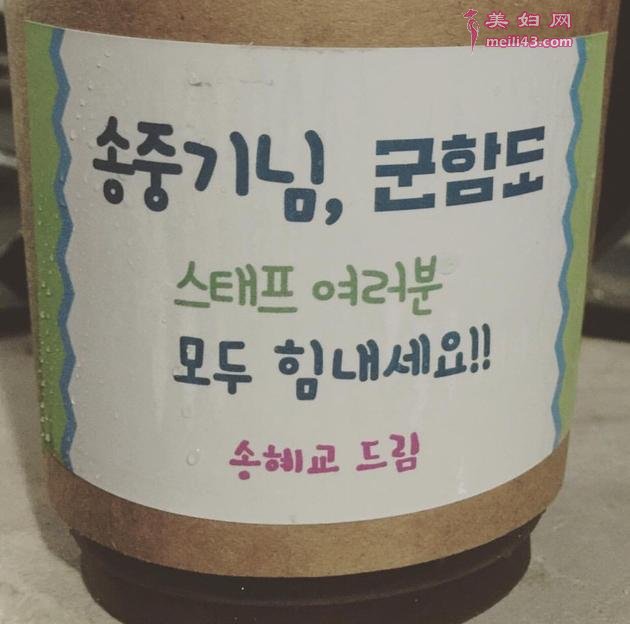 美妇网
meili43.com
송중기님, 군함도
스태프 여러분
모두 힘내세요!!
송혜교 드림